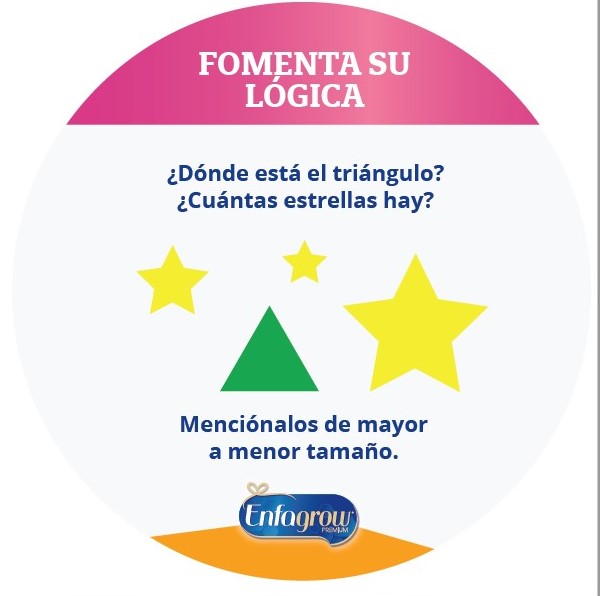 FOMENTA SU
LÓGICA
¿Dónde está el triángulo?
¿Cuántas estrellas hay?
Menciónalos de mayor
a menor tamaño.
Enfagrow
PREMIUM